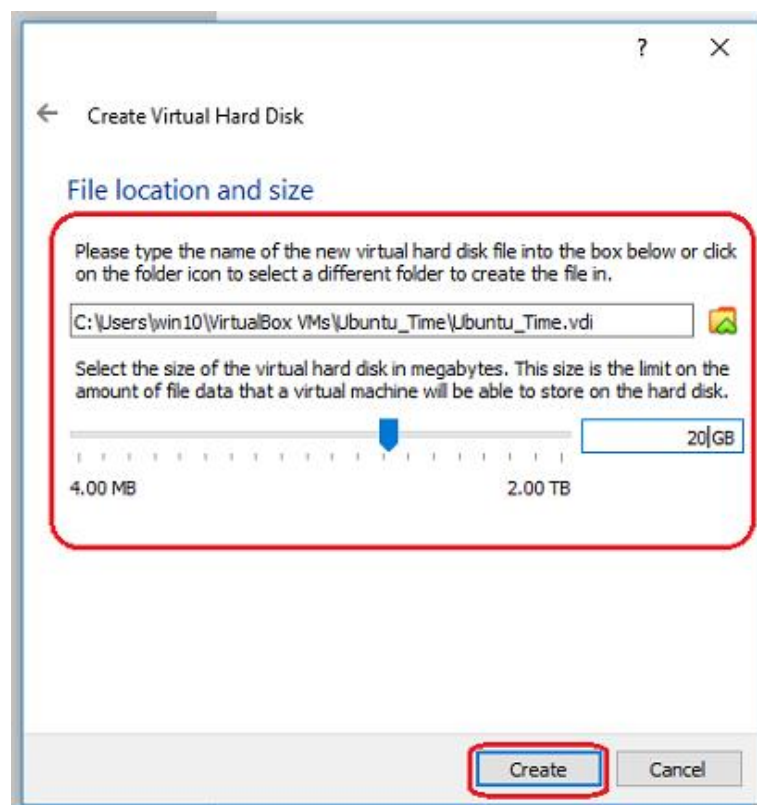 ?
Create Virtual Hard Disk
File location and size
Please type the name of the new virtual hard disk file into the box below or click
on the folder icon to select a different folder to create the file in.
C:\Users\win10\VirtualBox VMs\Ubuntu_Time\Ubuntu_Time.vdi
Select the size of the virtual hard disk in megabytes. This size is the limit on the
amount of file data that a virtual machine will be able to store on the hard disk.
20 GB
4.00 MB 2.00 TB
Create Cancel